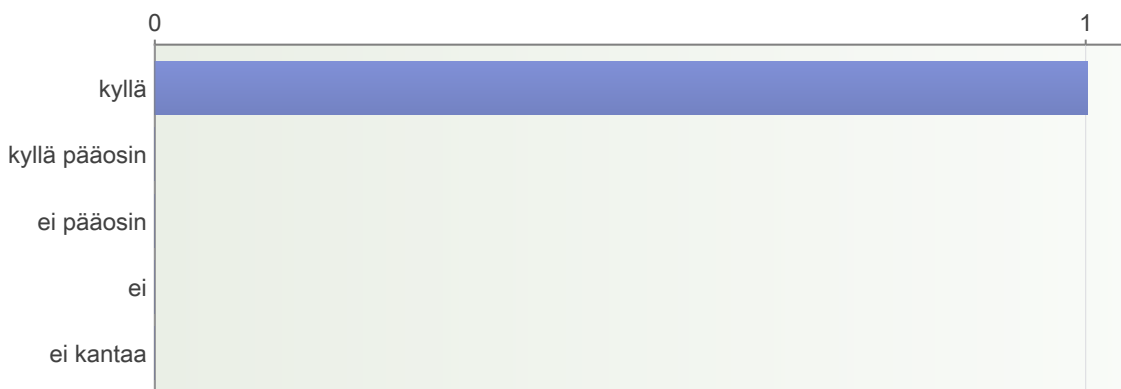 0 1
kyllä
kyllä pääosin
ei pääosin
ei
ei kantaa